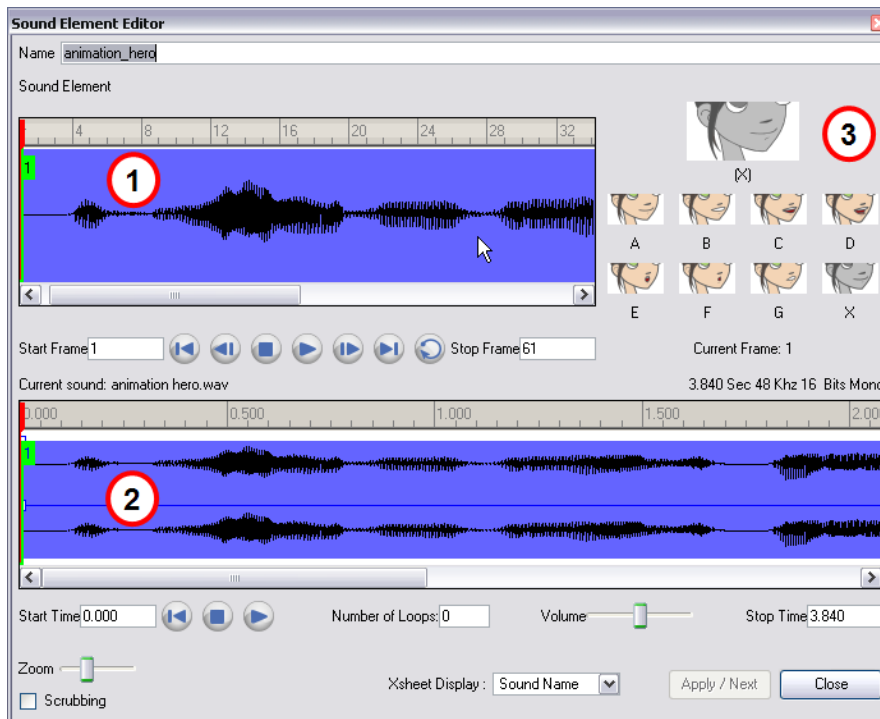 Sound Element Editor
Name animation_hero
Sound Element
4 8 12 16 20 24 28 32
1
1
3
(X)
A B C D
E F G X
Start Frame 1 Stop Frame 61 Current Frame: 1
Current sound: animation hero.wav 3.840 Sec 48 Khz 16 Bits Mono
0.000 0.500 1.000 1.500 2.00
1
2
Start Time 0.000 Number of Loops: 0 Volume Stop Time 3.840
Zoom
Scrubbing
Xsheet Display : Sound Name Apply / Next Close